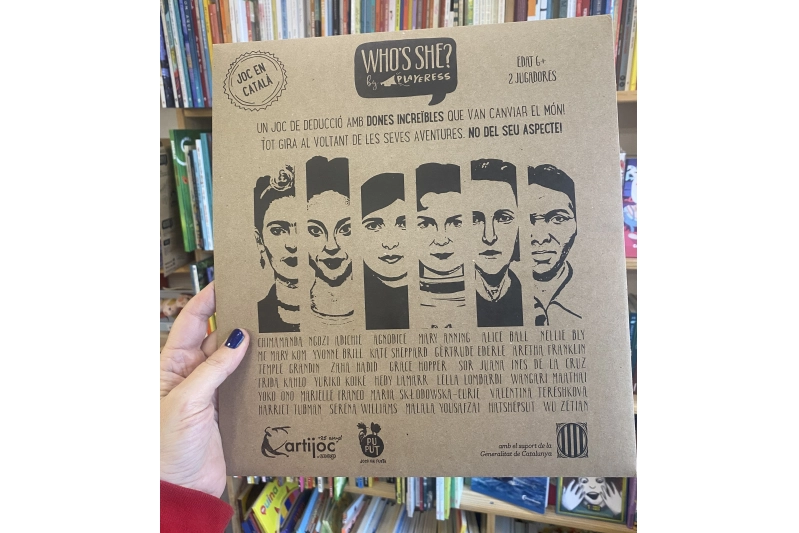 JOC EN
CATALÀ
WHO'S SHE?
by PLAYERESS
EDAT 6+
2 JUGADORES
UN JOC DE DEDUCCIÓ AMB DONES INCREÏBLES QUE VAN CANVIAR EL MÓN!
TOT GIRA AL VOLTANT DE LES SEVES AVENTURES. NO DEL SEU ASPECTE!
CHIMAMANDA NGOZI ADICHIE AGNODICE MARY ANNING ALICE BALL NELLIE BLY
MC MARY KOM YVONNE BRILL KATE SHEPPARD GERTRUDE EDERLE ARETHA FRANKLIN
TEMPLE GRANDIN ZAHA HADID GRACE HOPPER SOR JUANA INÉS DE LA CRUZ
FRIDA KAHLO YURIKO KOIKE HEDY LAMARR LELLA LOMBARDI WANGARI MAATHAI
YOKO ONO MARIELLE FRANCO MARIA SKŁODOWSKA-CURIE VALENTINA TERESHKOVA
HARRIET TUBMAN SERENA WILLIAMS MALALA YOUSAFZAI HATSHEPSUT WU ZETIAN
artijoc
PU
PUT
amb el suport de la
Generalitat de Catalunya